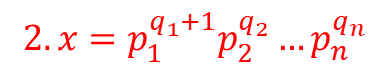 2. x = p_1^{q_1+1} p_2^{q_2} … p_n^{q_n}